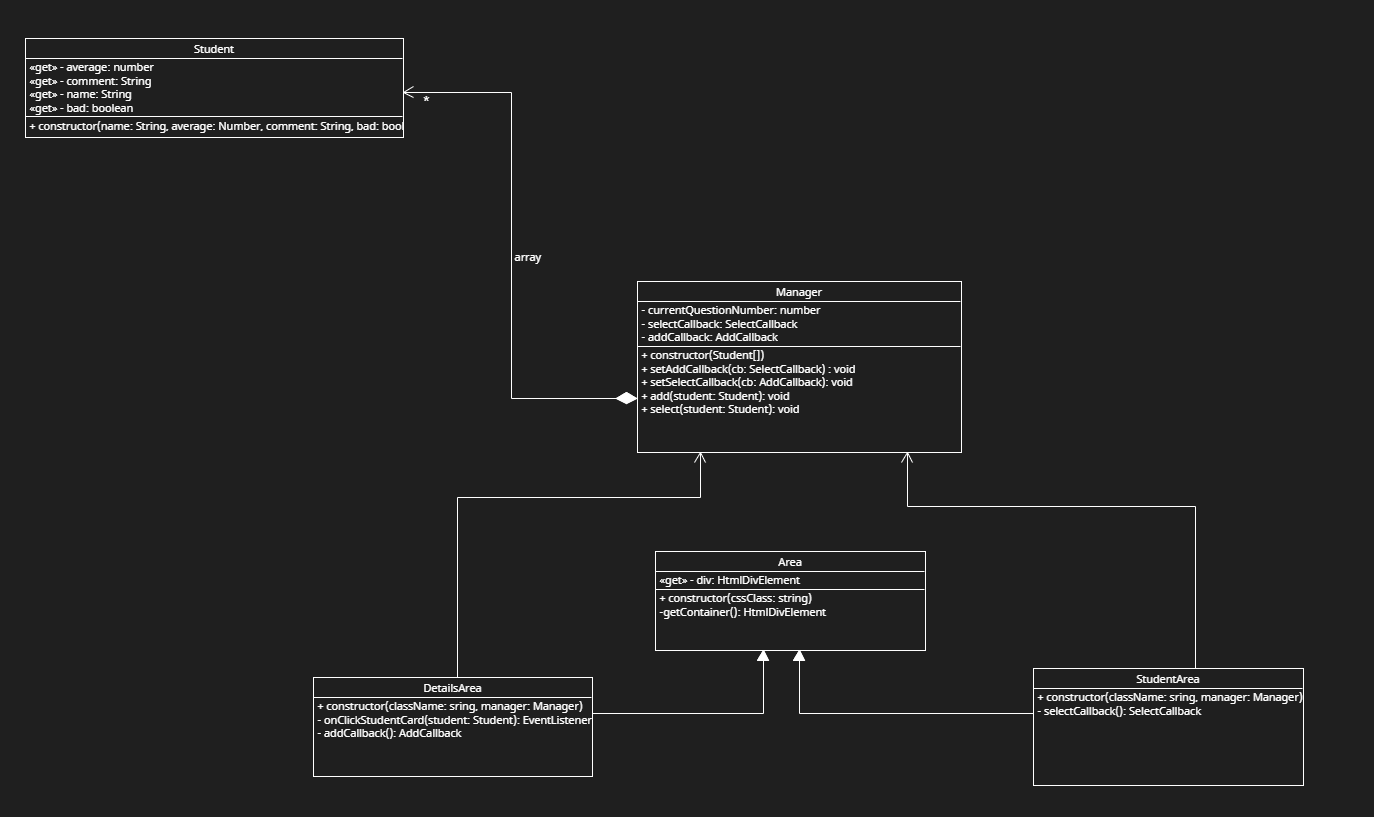 Student
«get» - average: number
«get» - comment: String
«get» - name: String
«get» - bad: boolean
+ constructor(name: String, average: Number, comment: String, bad: bool
*
array
Manager
- currentQuestionNumber: number
- selectCallback: SelectCallback
- addCallback: AddCallback
+ constructor(Student[])
+ setAddCallback(cb: SelectCallback) : void
+ setSelectCallback(cb: AddCallback): void
+ add(student: Student): void
+ select(student: Student): void
Area
«get» - div: HtmlDivElement
+ constructor(cssClass: string)
-getContainer(): HtmlDivElement
DetailsArea
+ constructor(className: sring, manager: Manager)
- onClickStudentCard(student: Student): EventListener
- addCallback(): AddCallback
StudentArea
+ constructor(className: sring, manager: Manager)
- selectCallback(): SelectCallback